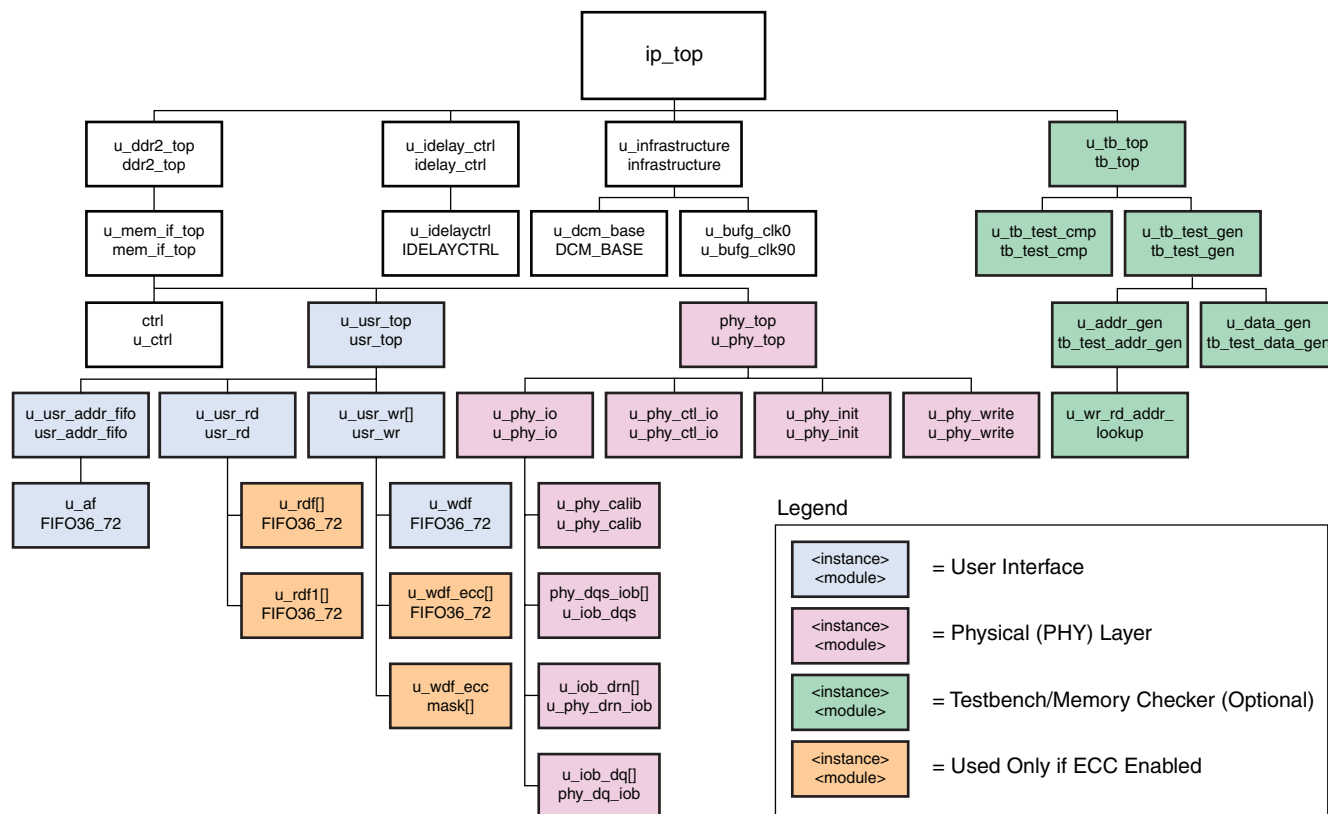 ip_top
u_ddr2_top
ddr2_top
u_idelay_ctrl
idelay_ctrl
u_infrastructure
infrastructure
u_tb_top
tb_top
u_mem_if_top
mem_if_top
u_idelayctrl
IDELAYCTRL
u_dcm_base
DCM_BASE
u_bufg_clk0
u_bufg_clk90
u_tb_test_cmp
tb_test_cmp
u_tb_test_gen
tb_test_gen
ctrl
u_ctrl
u_usr_top
usr_top
phy_top
u_phy_top
u_addr_gen
tb_test_addr_gen
u_data_gen
tb_test_data_gen
u_usr_addr_fifo
usr_addr_fifo
u_usr_rd
usr_rd
u_usr_wr[]
usr_wr
u_phy_io
u_phy_io
u_phy_ctl_io
u_phy_ctl_io
u_phy_init
u_phy_init
u_phy_write
u_phy_write
u_wr_rd_addr_
lookup
u_af
FIFO36_72
u_rdf[]
FIFO36_72
u_wdf
FIFO36_72
u_phy_calib
u_phy_calib
u_rdf1[]
FIFO36_72
u_wdf_ecc[]
FIFO36_72
phy_dqs_iob[]
u_iob_dqs
u_wdf_ecc
mask[]
u_iob_drn[]
u_phy_drn_iob
u_iob_dq[]
phy_dq_iob
Legend
<instance>
<module>
= User Interface
<instance>
<module>
= Physical (PHY) Layer
<instance>
<module>
= Testbench/Memory Checker (Optional)
<instance>
<module>
= Used Only if ECC Enabled